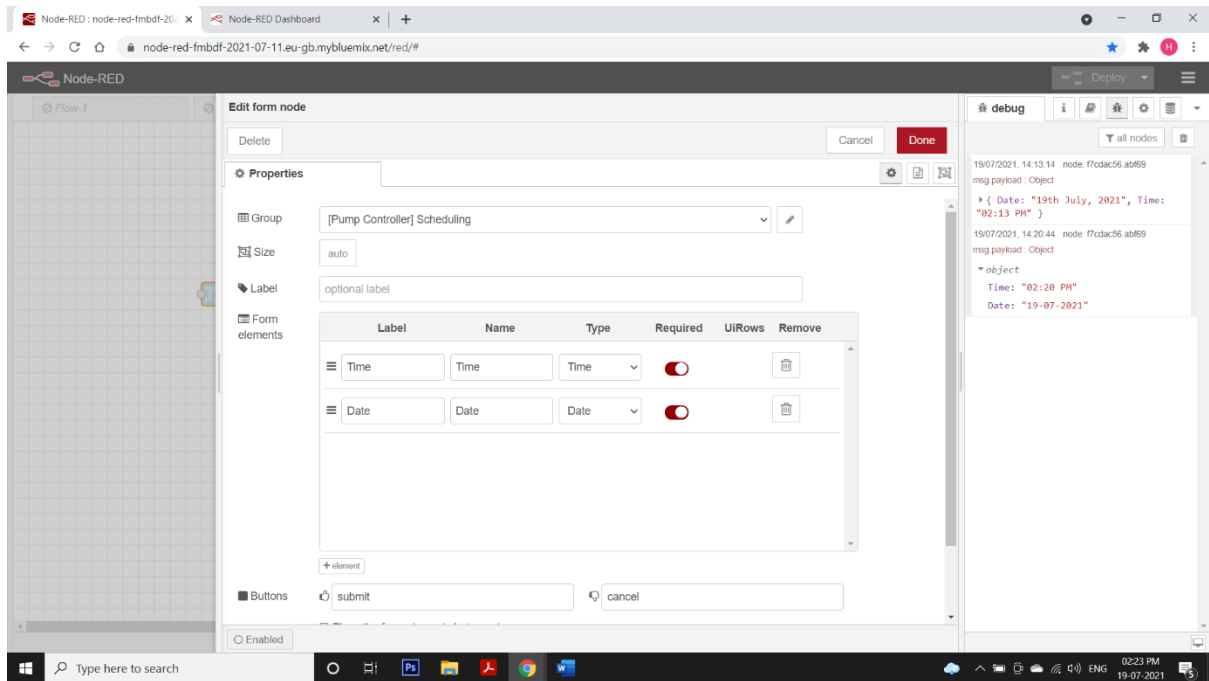 Node-RED : node-red-fmbdf-202
Node-RED Dashboard
node-red-fmbdf-2021-07-11.eu-gb.mybluemix.net/red/#
H
Node-RED
Deploy
Flow 1
Edit form node
Delete
Cancel
Done
Properties
Group
[Pump Controller] Scheduling
Size
auto
Label
optional label
Form elements
Label Name Type Required UiRows Remove
Time Time Time
Date Date Date
+ element
Buttons
submit
cancel
Enabled
debug
i
all nodes
19/07/2021, 14:13:14 node: f7cdac56.abf69
msg.payload : Object
{ Date: "19th July, 2021", Time:
"02:13 PM" }
19/07/2021, 14:20:44 node: f7cdac56.abf69
msg.payload : Object
object
Time: "02:20 PM"
Date: "19-07-2021"
Type here to search
Ps
W
ENG
02:23 PM
19-07-2021
5